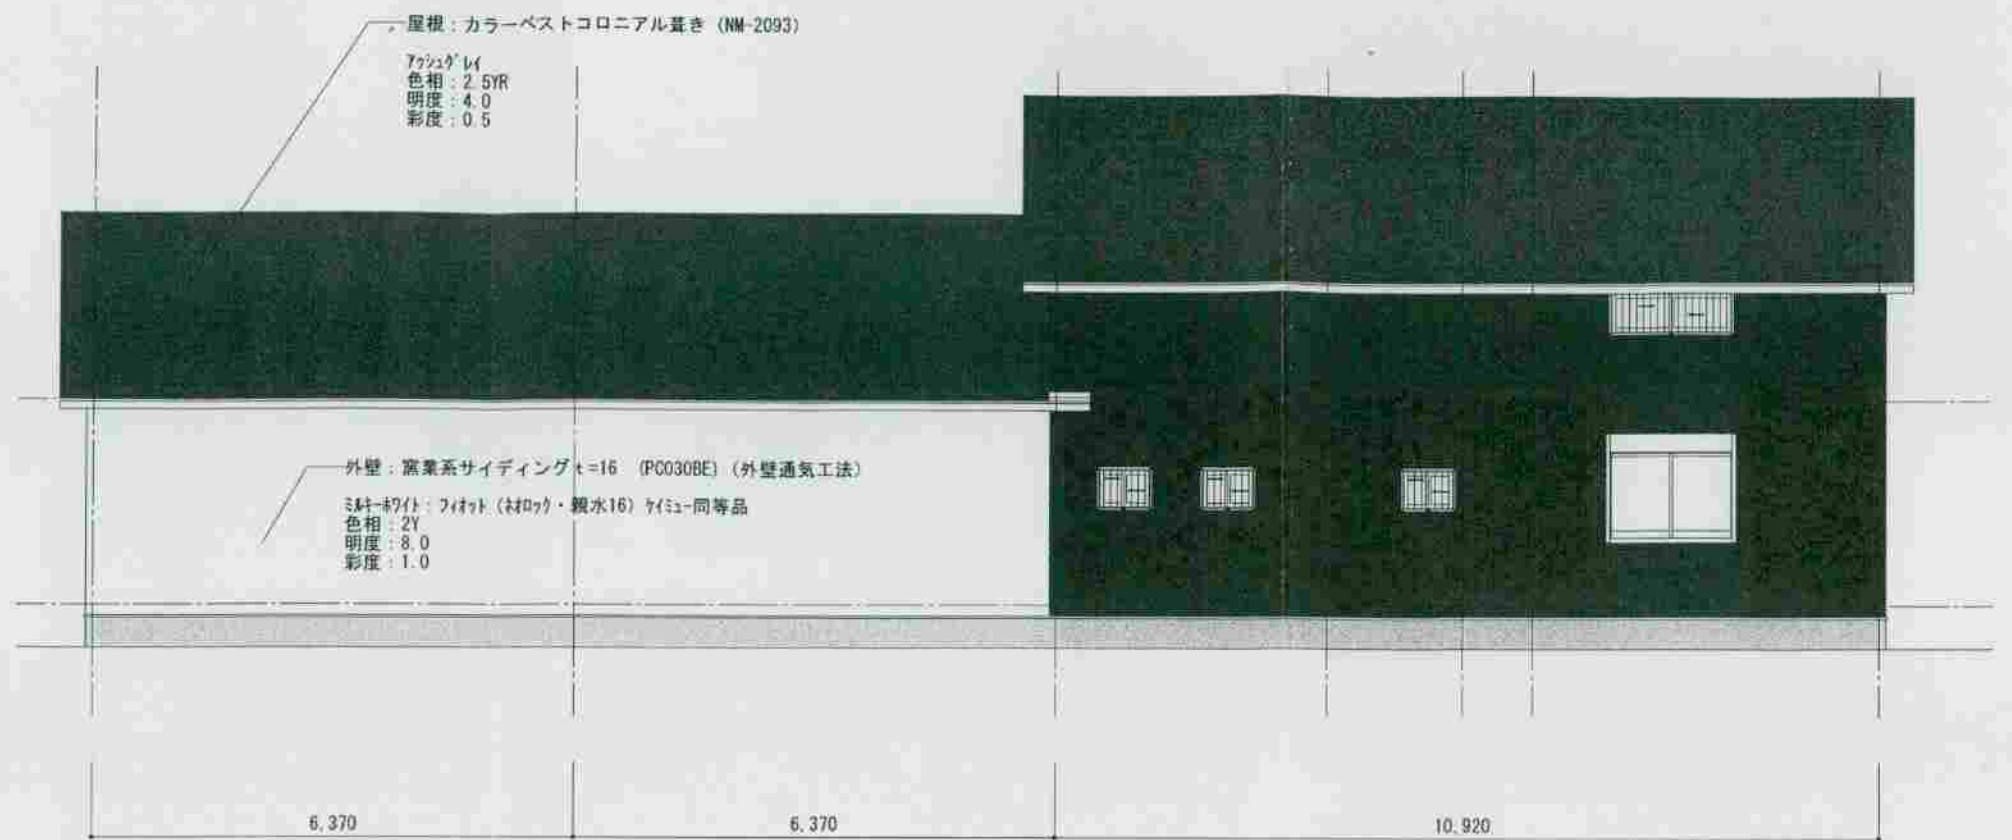 屋根：カラーベストコロニアル葺き (NM-2093)
アッシュグレイ
色相：2.5YR
明度：4.0
彩度：0.5
外壁：窯業系サイディング t=16 (PC030BE) (外壁通気工法)
ミルキーホワイト：フィオット (ネオロック・親水16) ケイミュー同等品
色相：2Y
明度：8.0
彩度：1.0
6,370
6,370
10,920